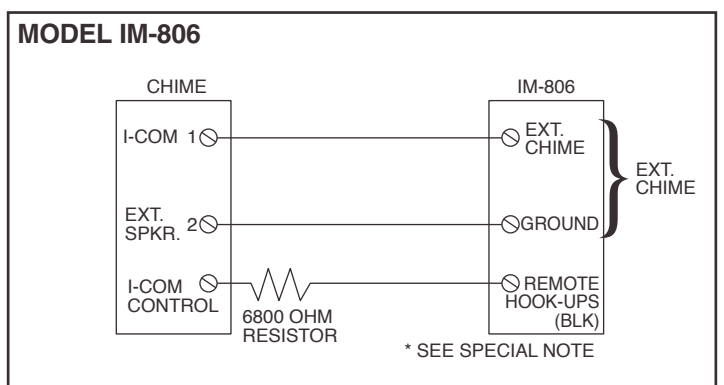 MODEL IM-806
CHIME
IM-806
I-COM 1
EXT.
CHIME
EXT.
CHIME
EXT.
SPKR. 2
GROUND
I-COM
CONTROL
6800 OHM
RESISTOR
REMOTE
HOOK-UPS
(BLK)
* SEE SPECIAL NOTE